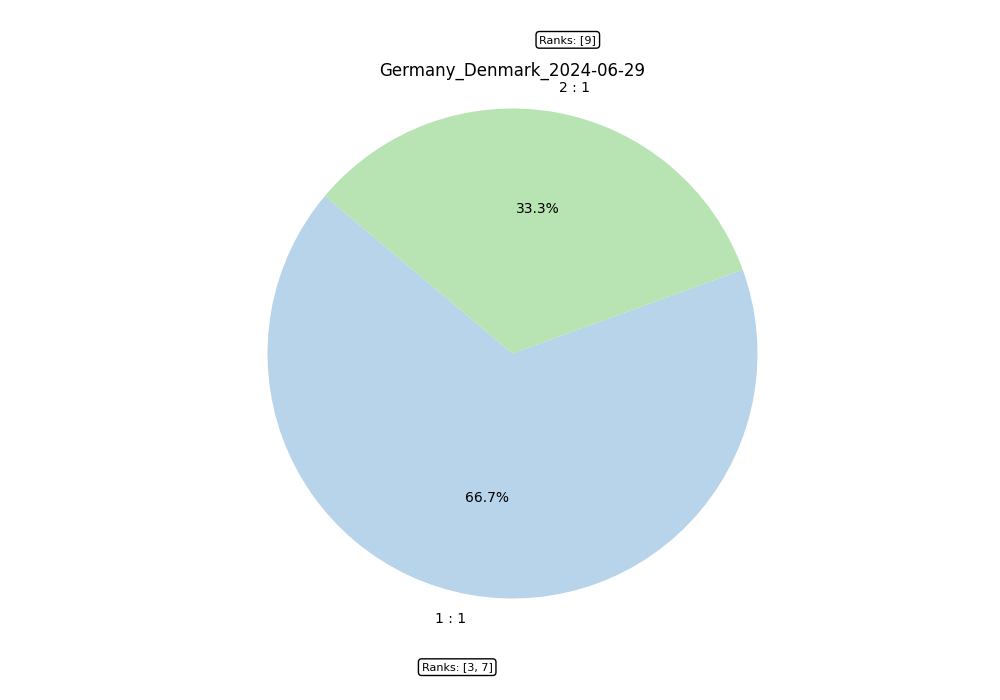 Ranks: [9]
Germany_Denmark_2024-06-29
2 : 1
33.3%
66.7%
1 : 1
Ranks: [3, 7]